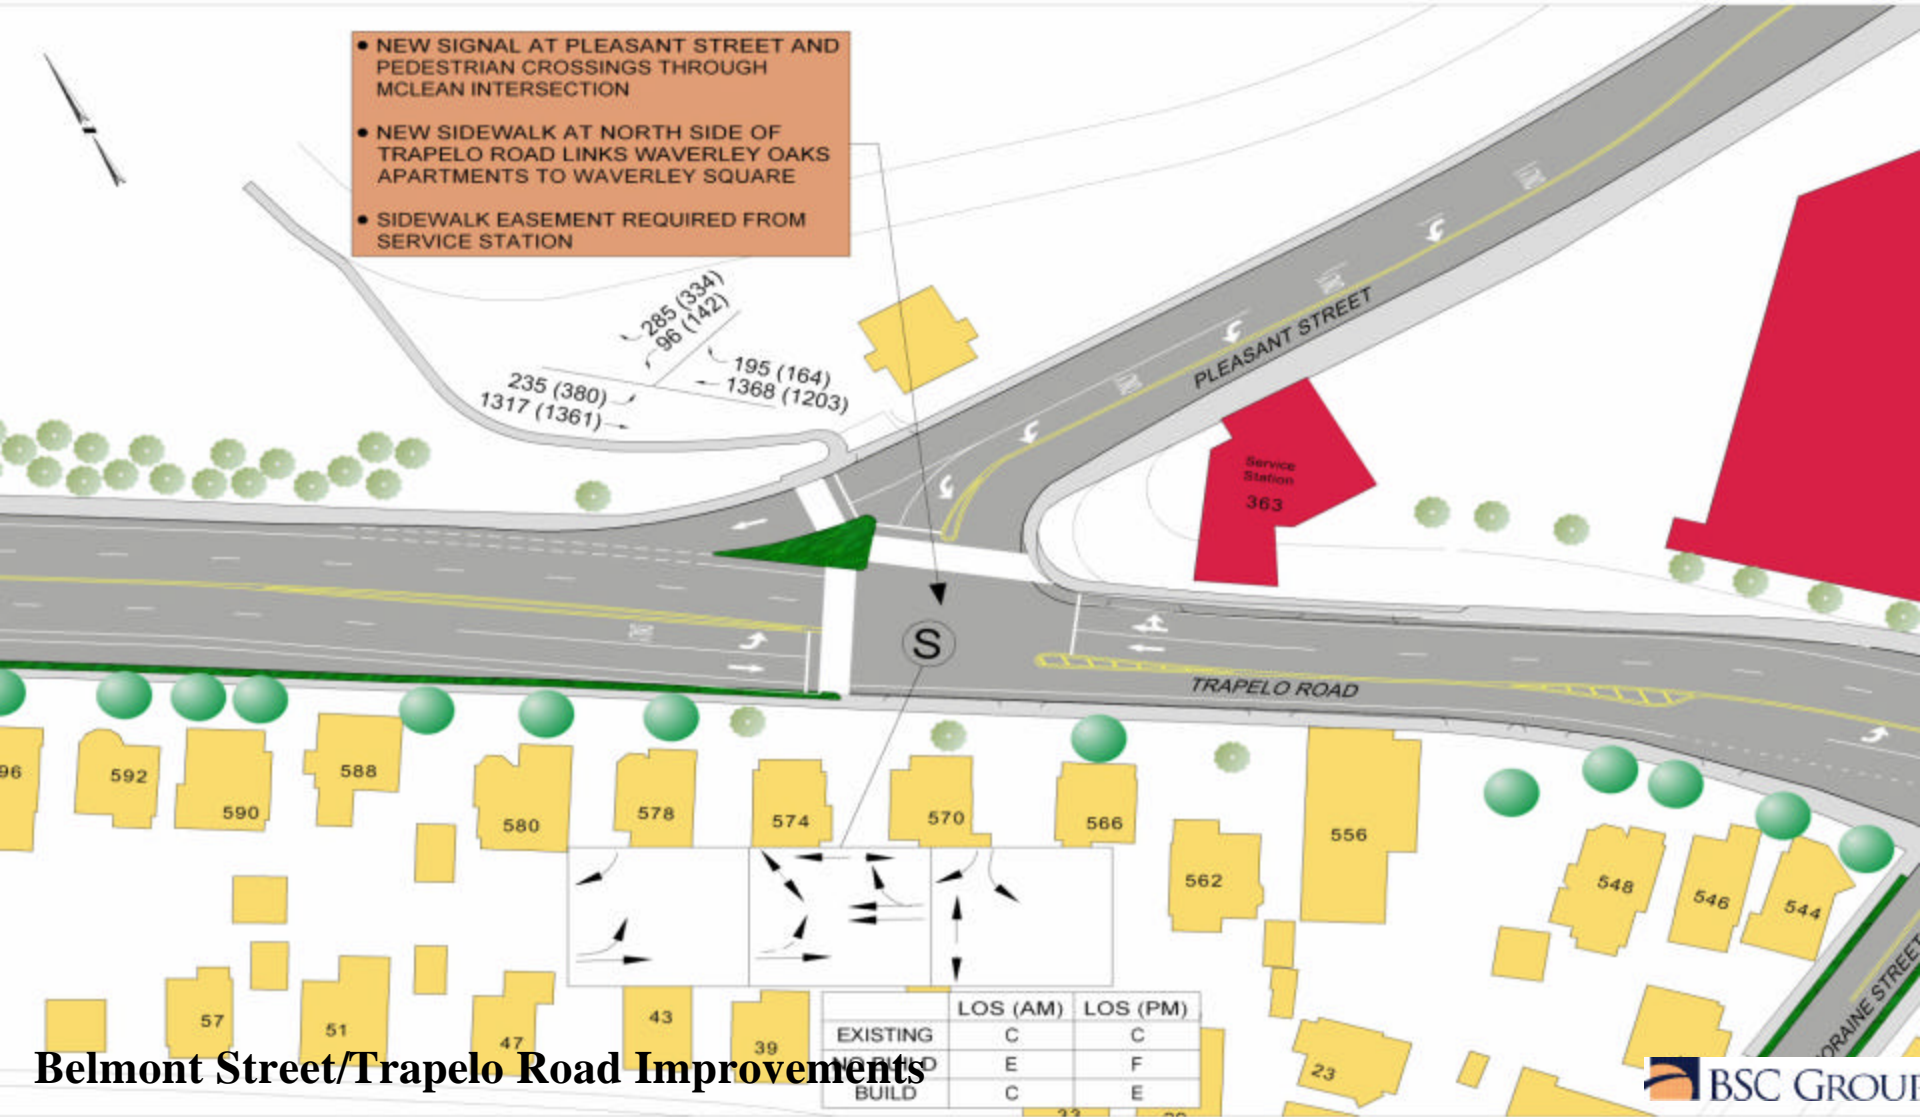 • NEW SIGNAL AT PLEASANT STREET AND
PEDESTRIAN CROSSINGS THROUGH
MCLEAN INTERSECTION
• NEW SIDEWALK AT NORTH SIDE OF
TRAPELO ROAD LINKS WAVERLEY OAKS
APARTMENTS TO WAVERLEY SQUARE
• SIDEWALK EASEMENT REQUIRED FROM
SERVICE STATION
285 (334)
96 (142)
195 (164)
1368 (1203)
235 (380)
1317 (1361)
PLEASANT STREET
Service
Station
363
S
TRAPELO ROAD
96
592
590
588
580
578
574
570
566
562
556
548
546
544
57
51
47
43
39
23
LOS (AM) LOS (PM)
EXISTING C C
NO BUILD E F
BUILD C E
ORAINE STREET
Belmont Street/Trapelo Road Improvements
BSC GROUP